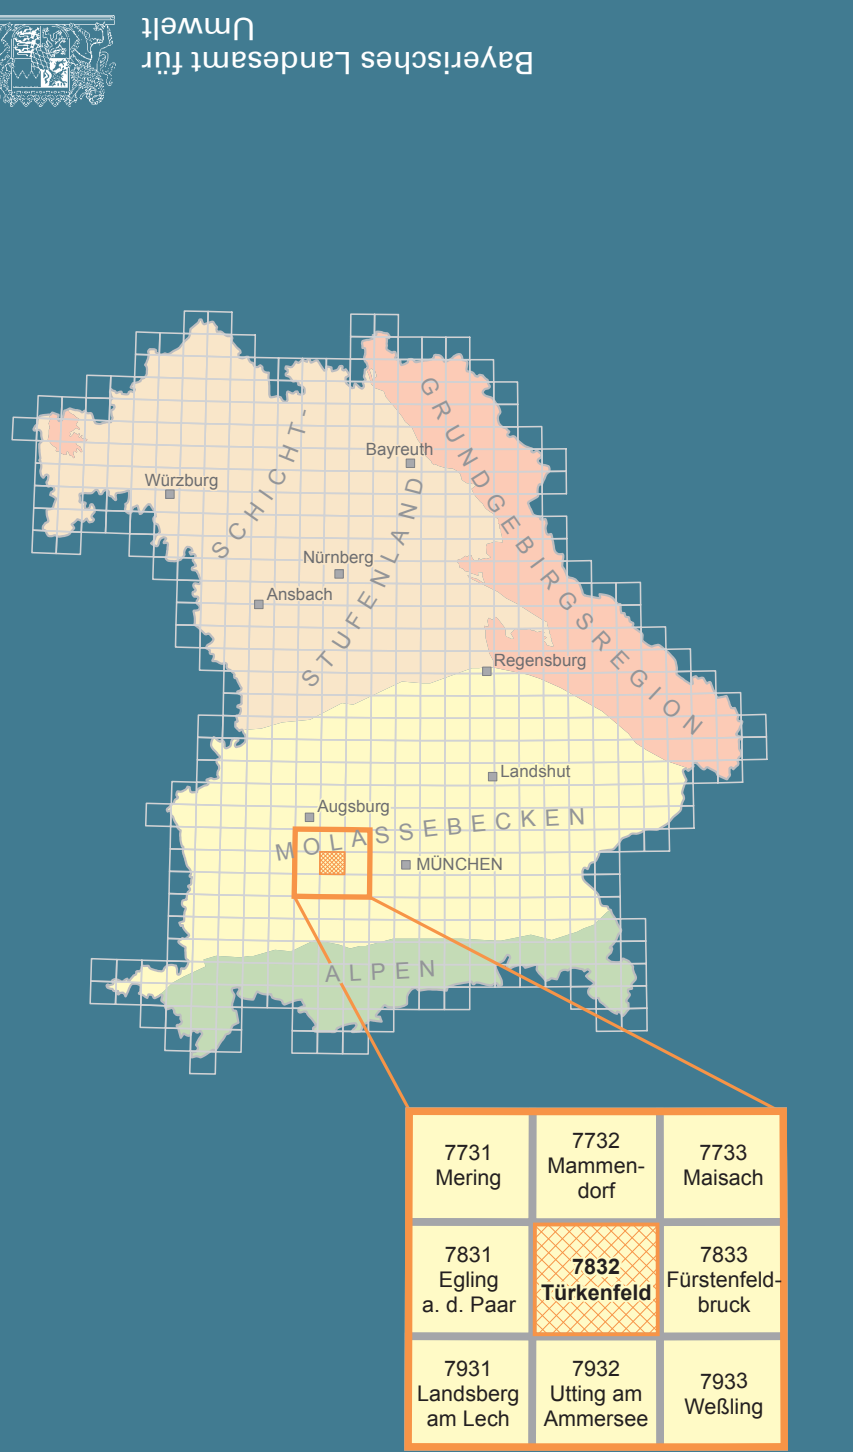 Bayerisches Landesamt für
Umwelt
GRUNDGEBIRGSREGION
SCHICHT-
STUFENLAND
Bayreuth
Würzburg
Nürnberg
Ansbach
Regensburg
Landshut
Augsburg
MOLASSEBECKEN
MÜNCHEN
ALPEN
7731
Mering
7732
Mammen-
dorf
7733
Maisach
7831
Egling
a. d. Paar
7832
Türkenfeld
7833
Fürstenfeld-
bruck
7931
Landsberg
am Lech
7932
Utting am
Ammersee
7933
Weßling